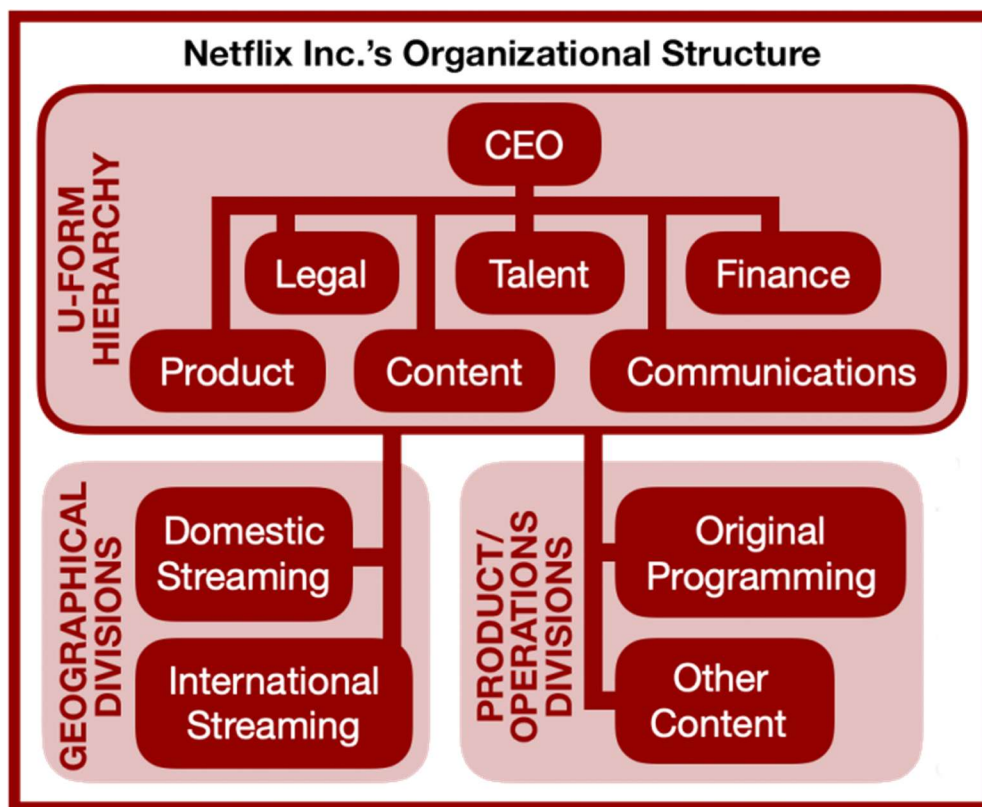 Netflix Inc.'s Organizational Structure
U-FORM
HIERARCHY
CEO
Legal
Talent
Finance
Product
Content
Communications
GEOGRAPHICAL
DIVISIONS
Domestic
Streaming
International
Streaming
PRODUCT/
OPERATIONS
DIVISIONS
Original
Programming
Other
Content